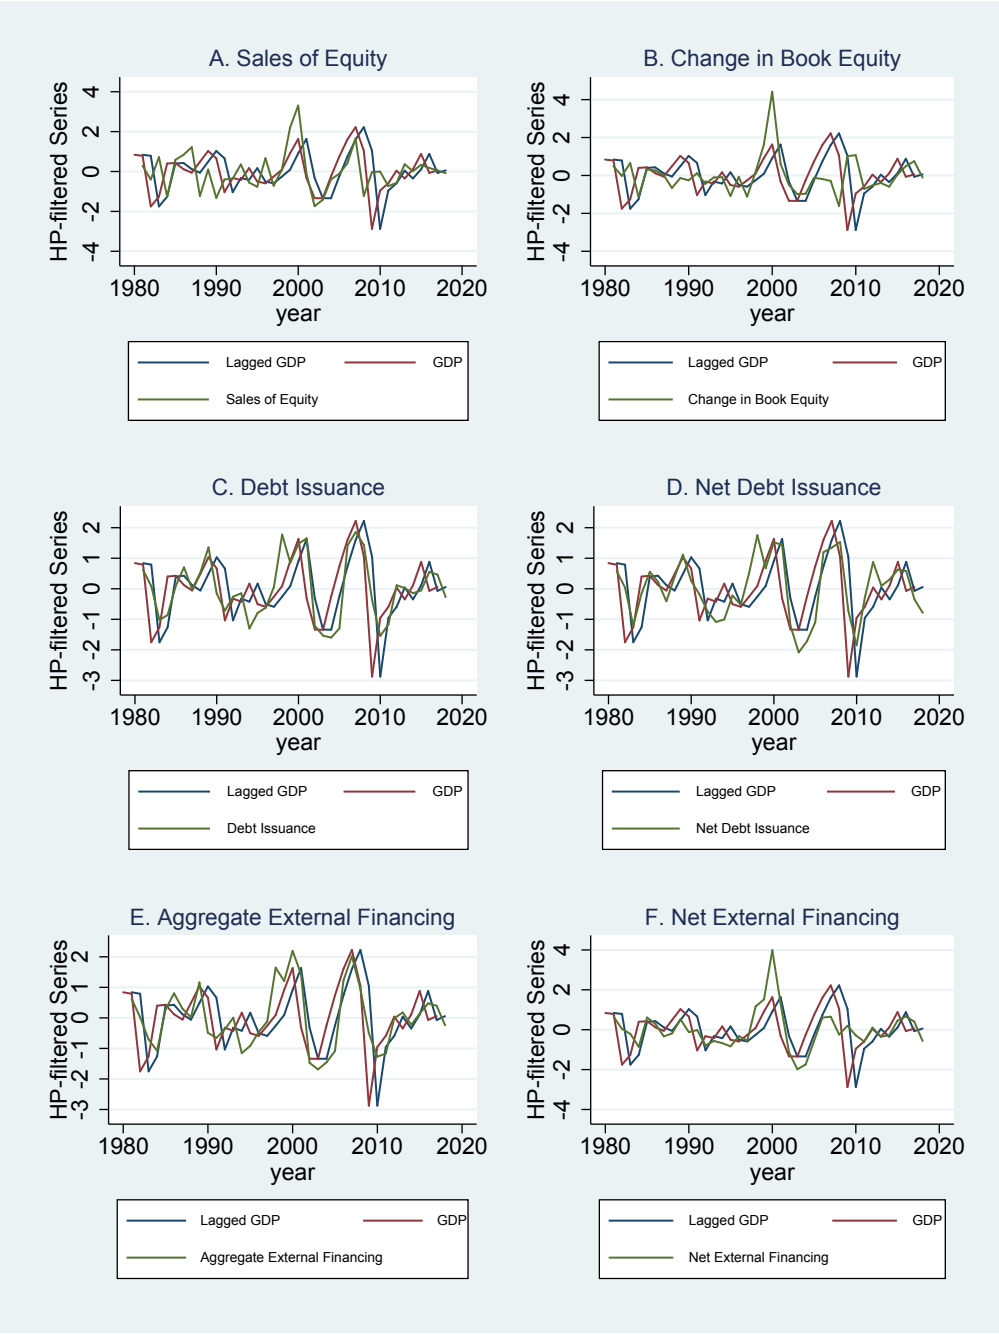 A. Sales of Equity
HP-filtered Series
4
2
0
-2
-4
1980 1990 2000 2010 2020
year
Lagged GDP GDP
Sales of Equity
B. Change in Book Equity
HP-filtered Series
4
2
0
-2
-4
1980 1990 2000 2010 2020
year
Lagged GDP GDP
Change in Book Equity
C. Debt Issuance
HP-filtered Series
2
1
0
-1
-2
-3
1980 1990 2000 2010 2020
year
Lagged GDP GDP
Debt Issuance
D. Net Debt Issuance
HP-filtered Series
2
1
0
-1
-2
-3
1980 1990 2000 2010 2020
year
Lagged GDP GDP
Net Debt Issuance
E. Aggregate External Financing
HP-filtered Series
2
1
0
-1
-2
-3
1980 1990 2000 2010 2020
year
Lagged GDP GDP
Aggregate External Financing
F. Net External Financing
HP-filtered Series
4
2
0
-2
-4
1980 1990 2000 2010 2020
year
Lagged GDP GDP
Net External Financing